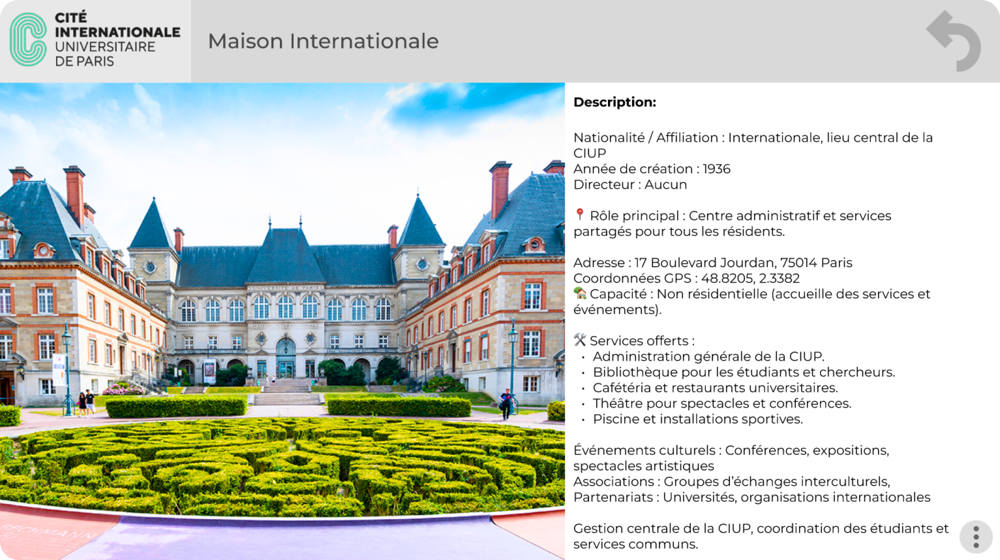 CITÉ
INTERNATIONALE
UNIVERSITAIRE
DE PARIS
Maison Internationale
UNIVERSITE DE PARIS
MAISON INTERNATIONALE
RECHMANN
Description:
Nationalité / Affiliation : Internationale, lieu central de la
CIUP
Année de création : 1936
Directeur : Aucun
📍 Rôle principal : Centre administratif et services
partagés pour tous les résidents.
Adresse : 17 Boulevard Jourdan, 75014 Paris
Coordonnées GPS : 48.8205, 2.3382
🏡 Capacité : Non résidentielle (accueille des services et
événements).
🛠 Services offerts :
• Administration générale de la CIUP.
• Bibliothèque pour les étudiants et chercheurs.
• Cafétéria et restaurants universitaires.
• Théâtre pour spectacles et conférences.
• Piscine et installations sportives.
Événements culturels : Conférences, expositions,
spectacles artistiques
Associations : Groupes d’échanges interculturels,
Partenariats : Universités, organisations internationales
Gestion centrale de la CIUP, coordination des étudiants et
services communs.